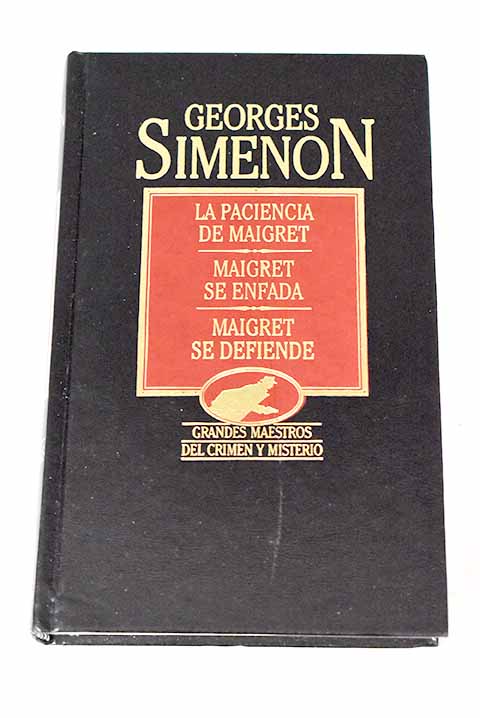 GEORGES
SIMENON
LA PACIENCIA
DE MAIGRET
MAIGRET
SE ENFADA
MAIGRET
SE DEFIENDE
GRANDES MAESTROS
DEL CRIMEN Y MISTERIO